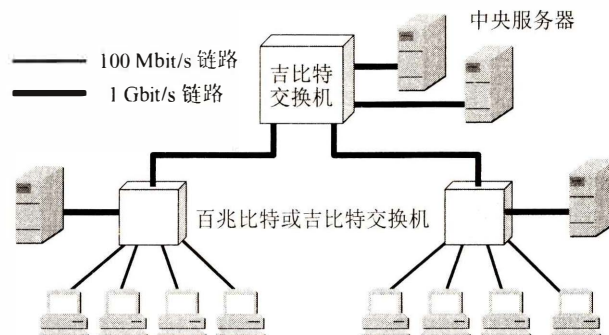 中央服务器
100 Mbit/s 链路
1 Gbit/s 链路
吉比特
交换机
百兆比特或吉比特交换机